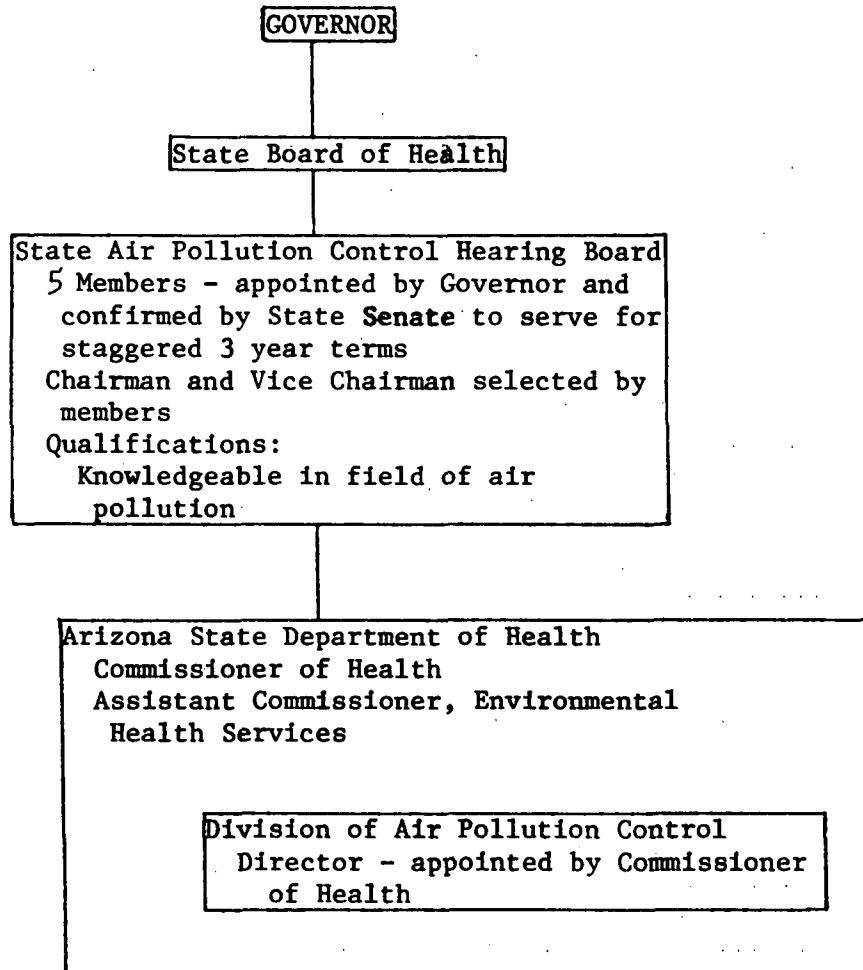 GOVERNOR
State Board of Health
State Air Pollution Control Hearing Board
5 Members - appointed by Governor and
confirmed by State Senate to serve for
staggered 3 year terms
Chairman and Vice Chairman selected by
members
Qualifications:
Knowledgeable in field of air
pollution
Arizona State Department of Health
Commissioner of Health
Assistant Commissioner, Environmental
Health Services
Division of Air Pollution Control
Director - appointed by Commissioner
of Health